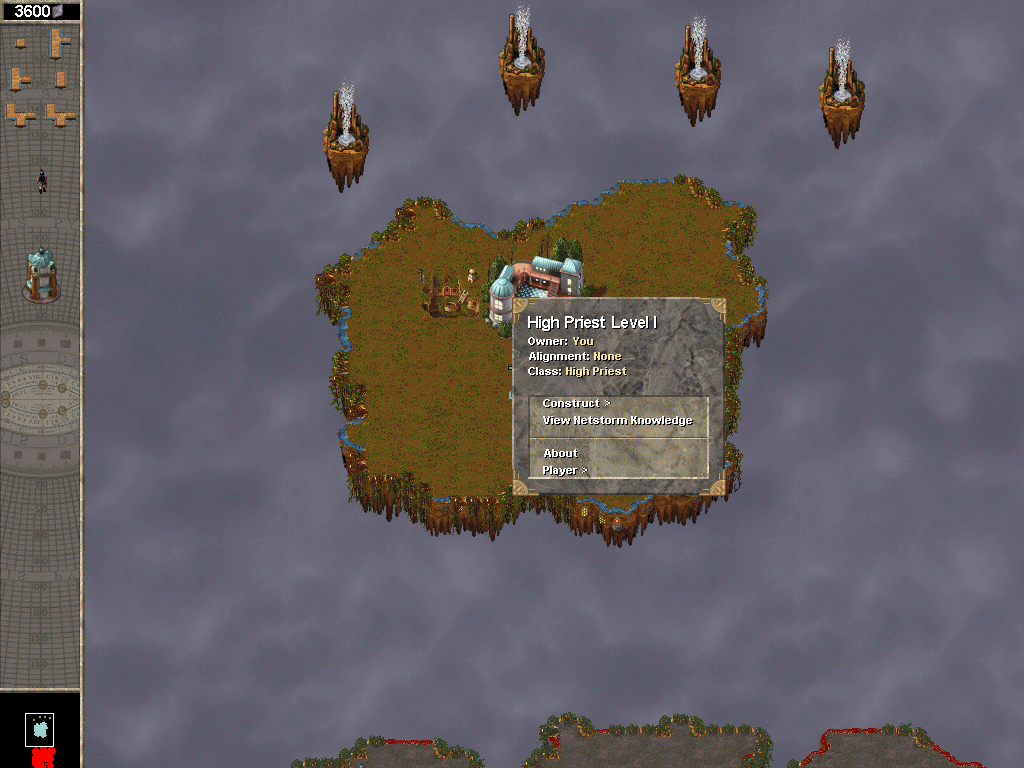 3600
High Priest Level I
Owner: You
Alignment: None
Class: High Priest
Construct >
View Netstorm Knowledge
About
Player >